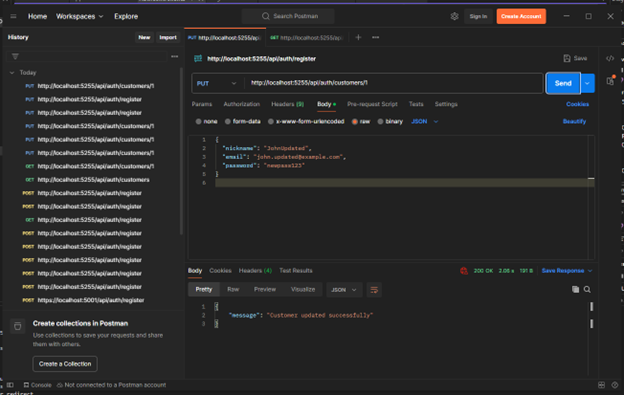 Home Workspaces Explore Search Postman Sign In Create Account
History New Import
PUT http://localhost:5255/api GET http://localhost:5255/api
http://localhost:5255/api/auth/register Save
PUT http://localhost:5255/api/auth/customers/1 Send
Params Authorization Headers (9) Body Pre-request Script Tests Settings Cookies
none form-data x-www-form-urlencoded raw binary JSON Beautify
1 {
2 "nickname": "JohnUpdated",
3 "email": "john.updated@example.com",
4 "password": "newpass123"
5 }
6
Today
PUT http://localhost:5255/api/auth/customers/1
PUT http://localhost:5255/api/auth/register
PUT http://localhost:5255/api/auth/register
PUT http://localhost:5255/api/auth/customers/1
PUT http://localhost:5255/api/auth/customers/1
PUT http://localhost:5255/api/auth/customers/1
GET http://localhost:5255/api/auth/customers/1
GET http://localhost:5255/api/auth/customers
POST http://localhost:5255/api/auth/register
POST http://localhost:5255/api/auth/register
GET http://localhost:5255/api/auth/register
POST http://localhost:5255/api/auth/register
POST http://localhost:5255/api/auth/register
POST http://localhost:5255/api/auth/register
POST http://localhost:5255/api/auth/register
POST http://localhost:5255/api/auth/register
POST https://localhost:5001/api/auth/register
Create collections in Postman
Use collections to save your requests and
share them with others.
Create a Collection
Body Cookies Headers (4) Test Results 200 OK 2.08 s 191 B Save Response
Pretty Raw Preview Visualize JSON
1 {
2 "message": "Customer updated successfully"
3 }
Console Not connected to a Postman account